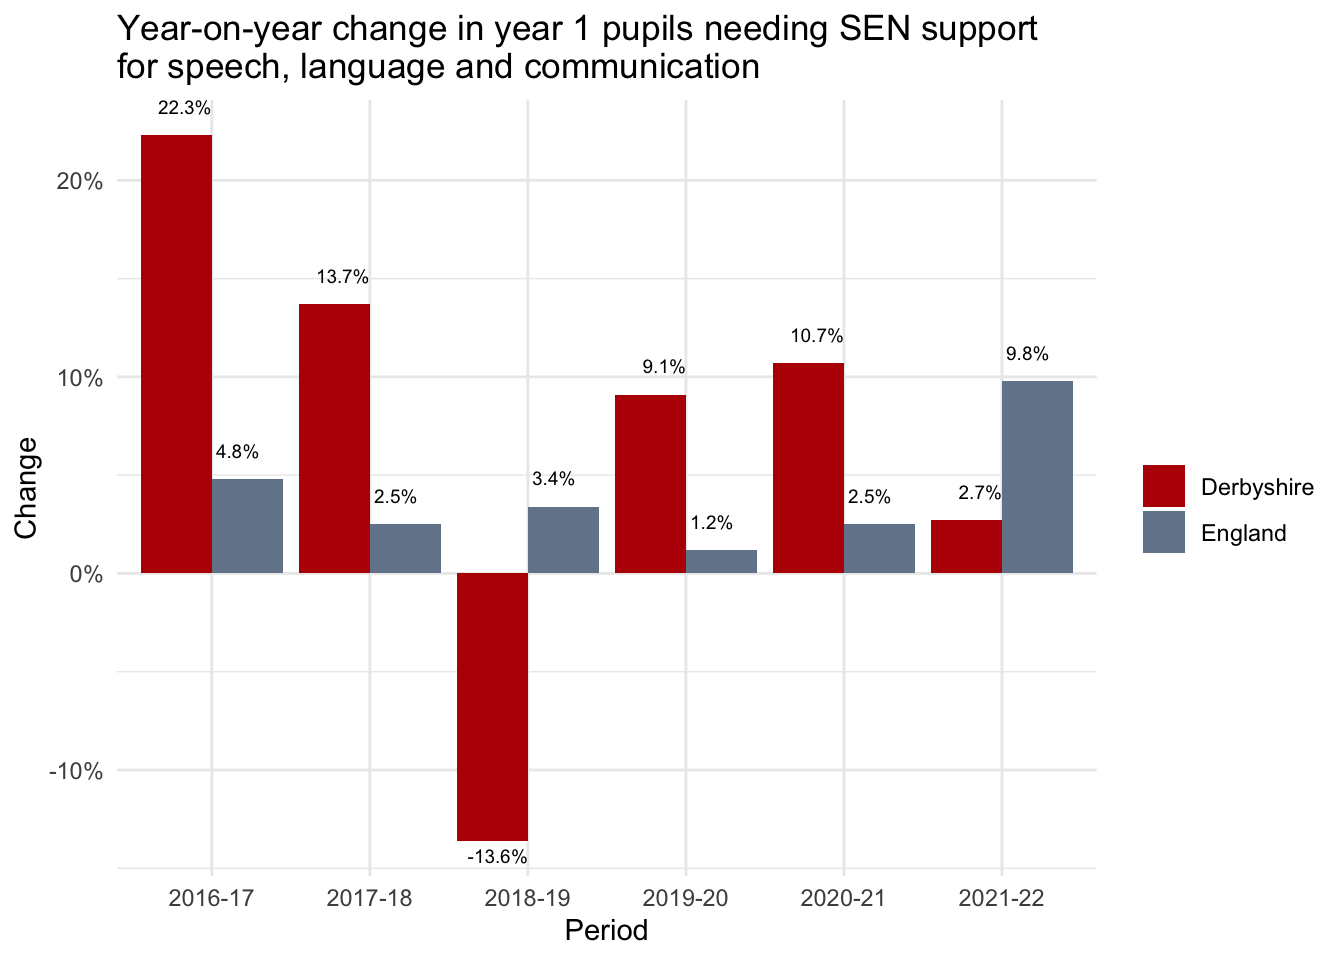 Year-on-year change in year 1 pupils needing SEN support
for speech, language and communication
22.3%
20%
13.7%
10.7%
9.8%
9.1%
10%
4.8%
3.4%
2.5%
2.5%
2.7%
1.2%
Change
Derbyshire
England
0%
-10%
-13.6%
2016-17 2017-18 2018-19 2019-20 2020-21 2021-22
Period